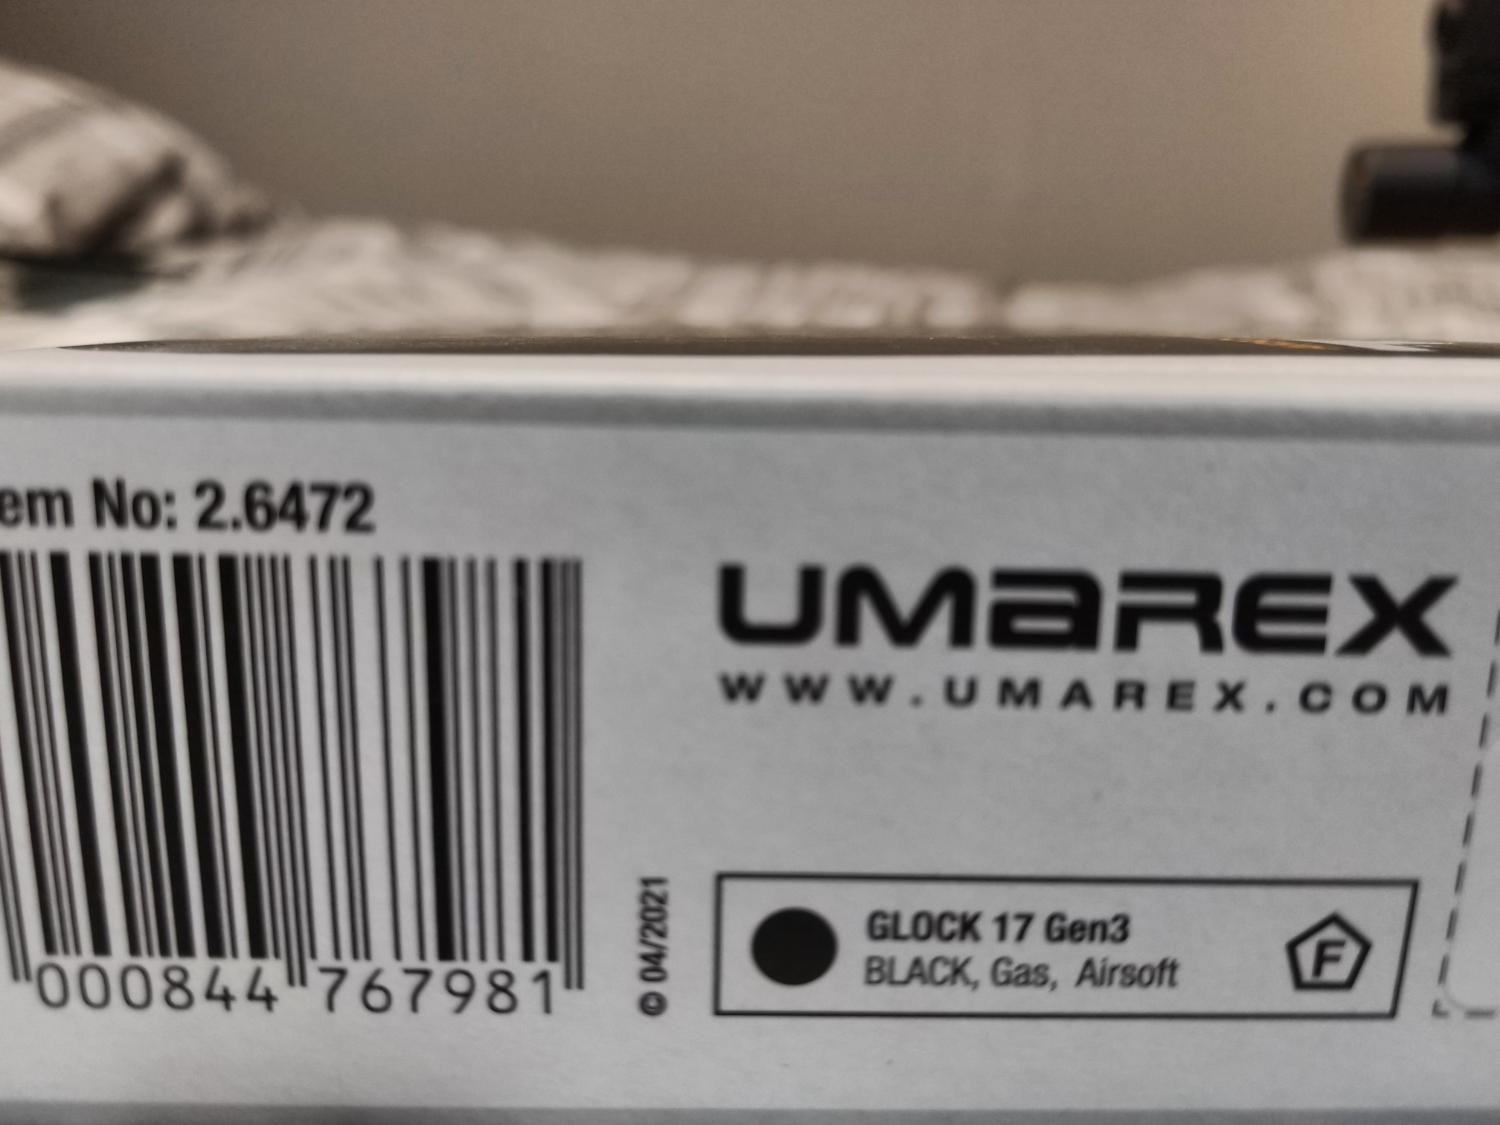 em No: 2.6472
000844 767981
© 04/2021
UMAREX
WWW.UMAREX.COM
GLOCK 17 Gen3
BLACK, Gas, Airsoft
F